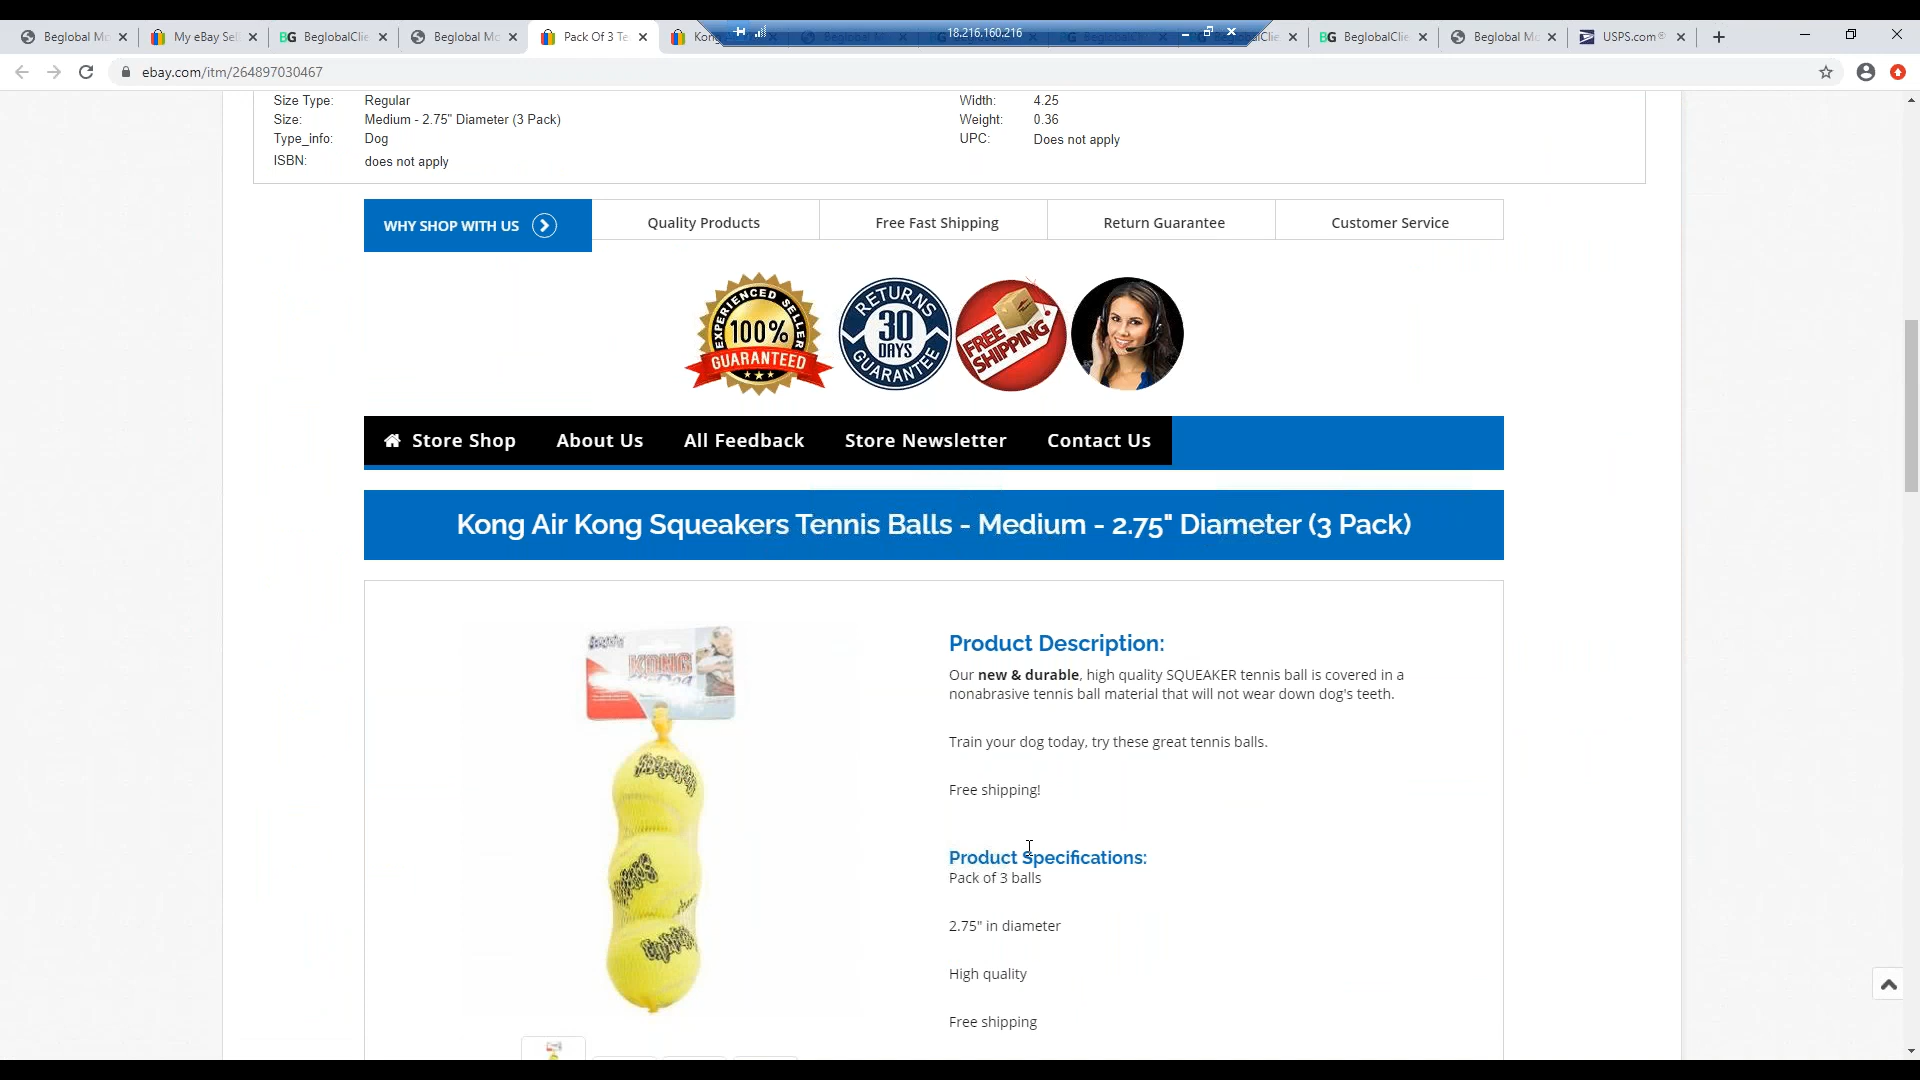 Beglobal Mo
My eBay Sel
BeglobalClie
Beglobal Mo
Pack Of 3 Te
Kong
18.216.160.216
BeglobalClie
Beglobal Mo
USPS.com®
ebay.com/itm/264897030467
Size Type: Regular
Width: 4.25
Size: Medium - 2.75" Diameter (3 Pack)
Weight: 0.36
Type_info: Dog
UPC: Does not apply
ISBN: does not apply
WHY SHOP WITH US
Quality Products
Free Fast Shipping
Return Guarantee
Customer Service
EXPERIENCED SELLER
100%
GUARANTEED
RETURNS
30
DAYS
GUARANTEE
FREE
SHIPPING
Store Shop
About Us
All Feedback
Store Newsletter
Contact Us
Kong Air Kong Squeakers Tennis Balls - Medium - 2.75" Diameter (3 Pack)
KONG
Product Description:
Our new & durable, high quality SQUEAKER tennis ball is covered in a
nonabrasive tennis ball material that will not wear down dog's teeth.
Train your dog today, try these great tennis balls.
Free shipping!
Product Specifications:
Pack of 3 balls
2.75" in diameter
High quality
Free shipping